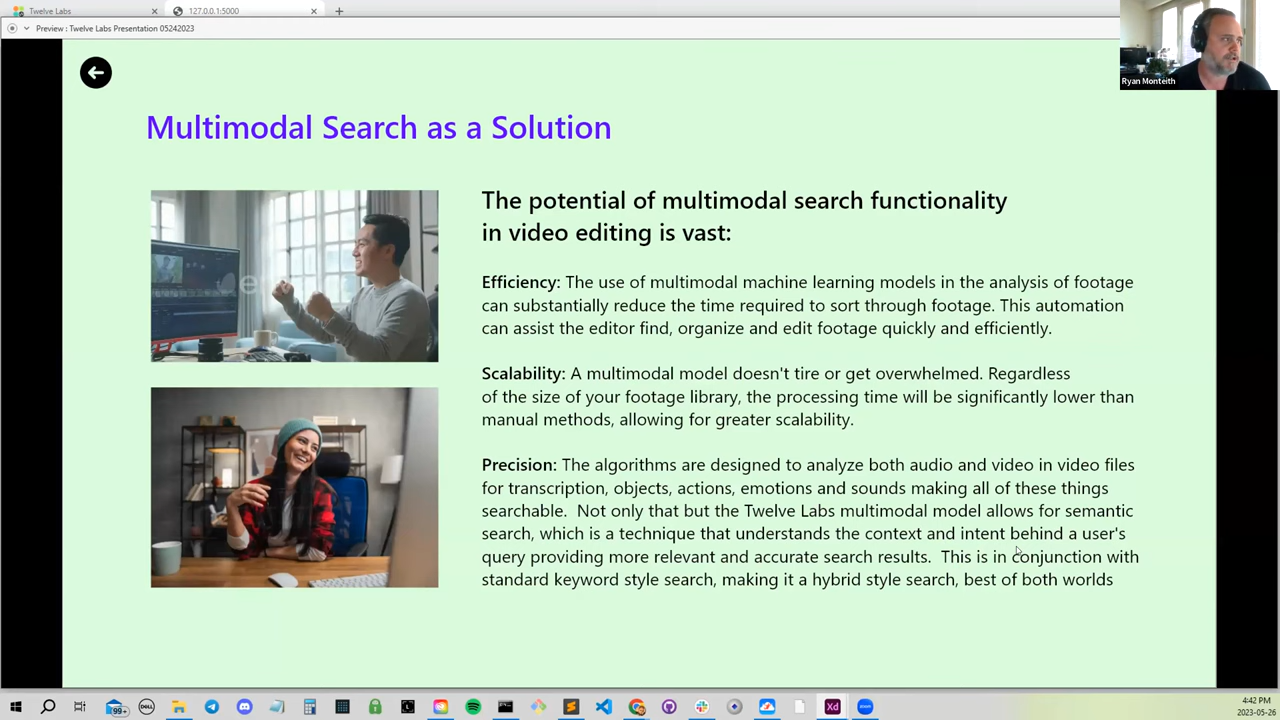 Twelve Labs
127.0.0.1:5000
Preview : Twelve Labs Presentation 05242023
Ryan Monteith
Multimodal Search as a Solution
The potential of multimodal search functionality
in video editing is vast:
Efficiency: The use of multimodal machine learning models in the analysis of footage
can substantially reduce the time required to sort through footage. This automation
can assist the editor find, organize and edit footage quickly and efficiently.
Scalability: A multimodal model doesn't tire or get overwhelmed. Regardless
of the size of your footage library, the processing time will be significantly lower than
manual methods, allowing for greater scalability.
Precision: The algorithms are designed to analyze both audio and video in video files
for transcription, objects, actions, emotions and sounds making all of these things
searchable.  Not only that but the Twelve Labs multimodal model allows for semantic
search, which is a technique that understands the context and intent behind a user's
query providing more relevant and accurate search results.  This is in conjunction with
standard keyword style search, making it a hybrid style search, best of both worlds
99+
DELL
Xd
zoom
4:42 PM
2023-05-26